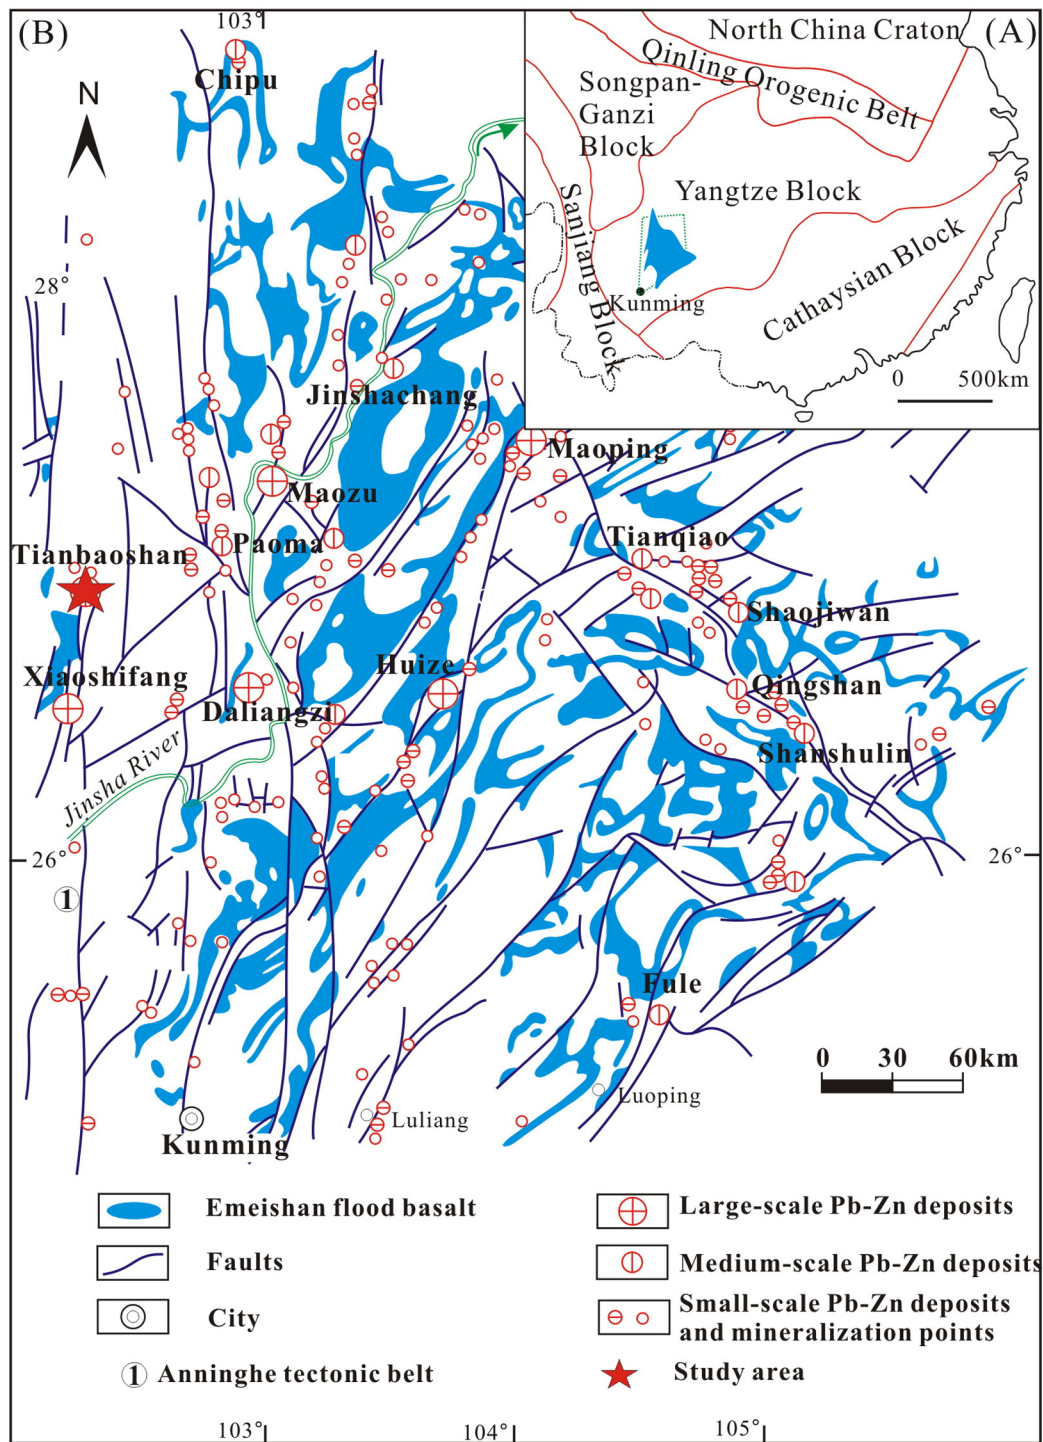 (B)
103°
(A)
North China Craton
Qinling Orogenic Belt
Songpan-
Ganzi
Block
Yangtze Block
Sanjiang Block
Cathaysian Block
Kunming
0 500km
Chipu
N
28°
Jinshachang
Maoping
Maozu
Tianqiao
Tianbaoshan
Paoma
Shaojiwan
Xiaoshifang
Huize
Qingshan
Daliangzi
Shanshulin
Jinsha River
26°
26°
1
Fule
0 30 60km
Luoping
Luliang
Kunming
Emeishan flood basalt
Large-scale Pb-Zn deposits
Faults
Medium-scale Pb-Zn deposits
City
Small-scale Pb-Zn deposits
and mineralization points
1 Anninghe tectonic belt
Study area
103°
104°
105°